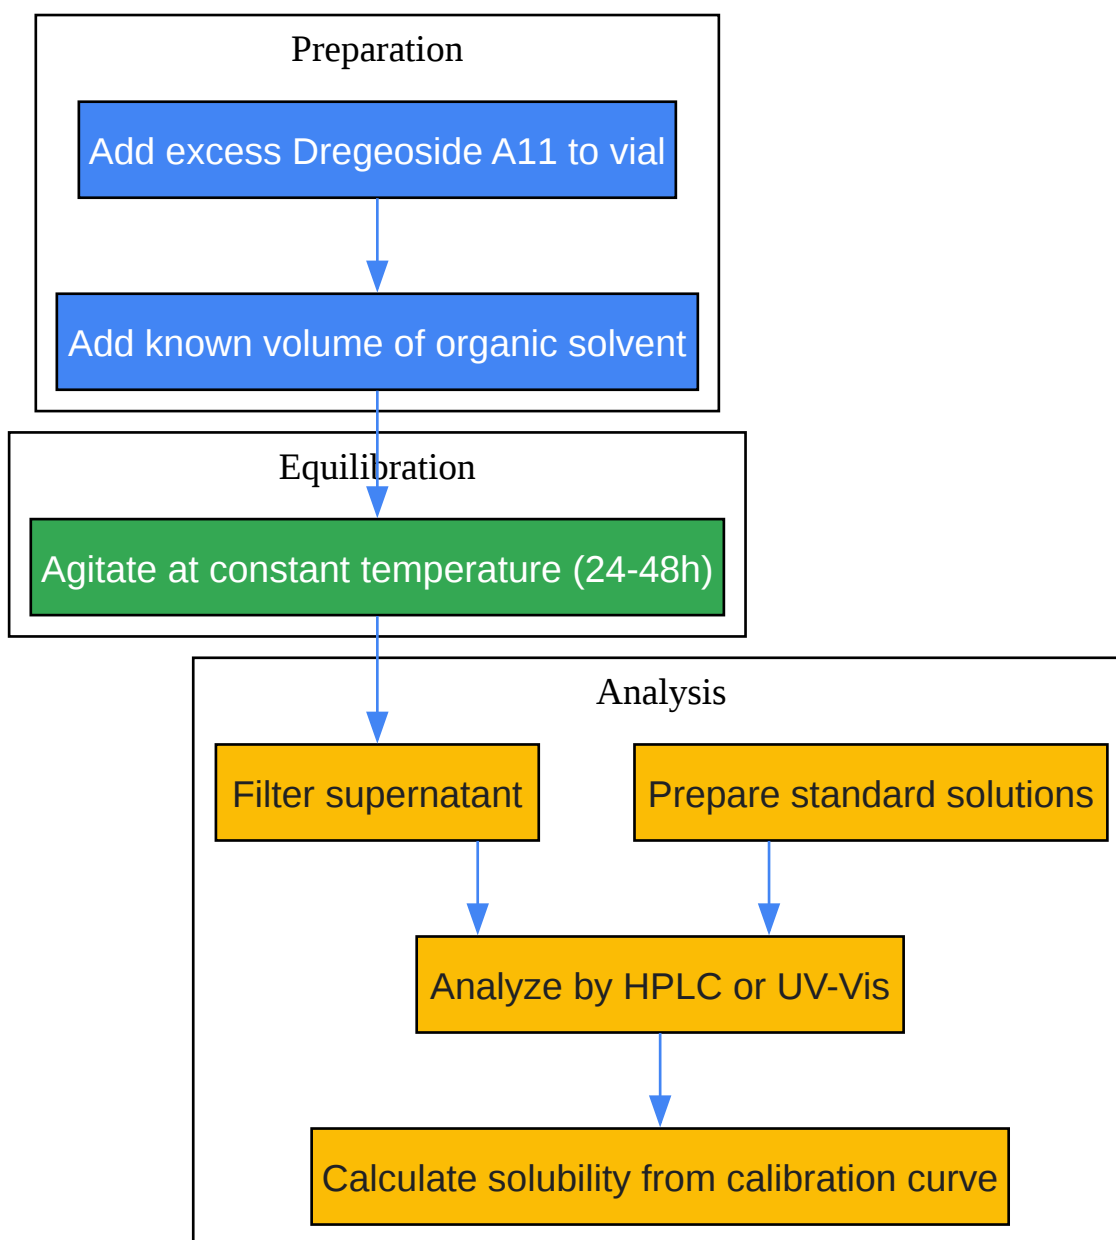 Preparation
Add excess Dregeoside A11 to vial
Add known volume of organic solvent
Equilibration
Agitate at constant temperature (24-48h)
Analysis
Filter supernatant
Prepare standard solutions
Analyze by HPLC or UV-Vis
Calculate solubility from calibration curve